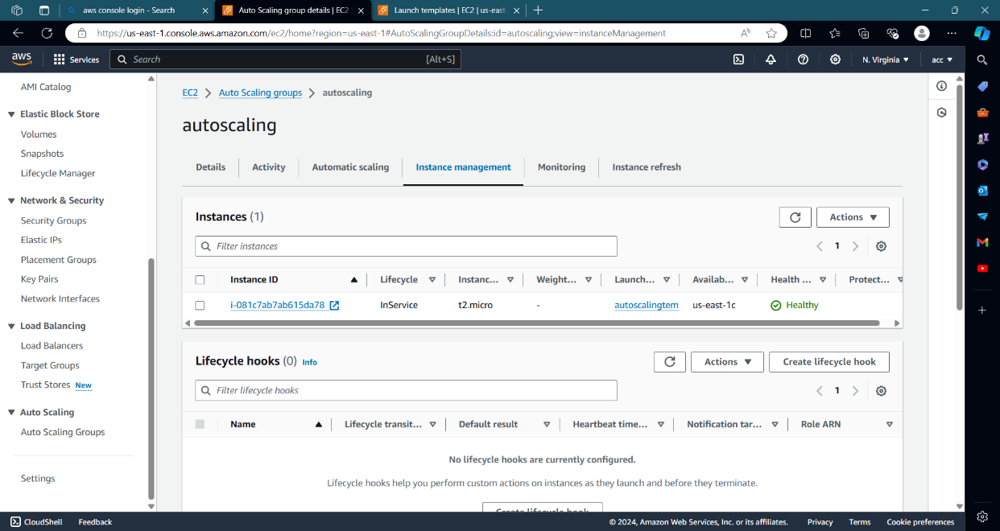 aws console login - Search
Auto Scaling group details | EC2
Launch templates | EC2 | us-east-
https://us-east-1.console.aws.amazon.com/ec2/home?region=us-east-1#AutoScalingGroupDetails:id=autoscaling;view=instanceManagement
aws
Services
Search
[Alt+S]
N. Virginia
acc
AMI Catalog
Elastic Block Store
Volumes
Snapshots
Lifecycle Manager
Network & Security
Security Groups
Elastic IPs
Placement Groups
Key Pairs
Network Interfaces
Load Balancing
Load Balancers
Target Groups
Trust Stores New
Auto Scaling
Auto Scaling Groups
Settings
EC2 > Auto Scaling groups > autoscaling
autoscaling
Details
Activity
Automatic scaling
Instance management
Monitoring
Instance refresh
Instances (1)
Actions
Filter instances
1
Instance ID
Lifecycle
Instanc...
Weight...
Launch...
Availab...
Health ...
Protect...
i-081c7ab7ab615da78
InService
t2.micro
-
autoscalingtem
us-east-1c
Healthy
Lifecycle hooks (0) Info
Actions
Create lifecycle hook
Filter lifecycle hooks
1
Name
Lifecycle transit...
Default result
Heartbeat time...
Notification tar...
Role ARN
No lifecycle hooks are currently configured.
Lifecycle hooks help you perform custom actions on instances as they launch and before they terminate.
Create lifecycle hook
CloudShell
Feedback
© 2024, Amazon Web Services, Inc. or its affiliates.
Privacy
Terms
Cookie preferences